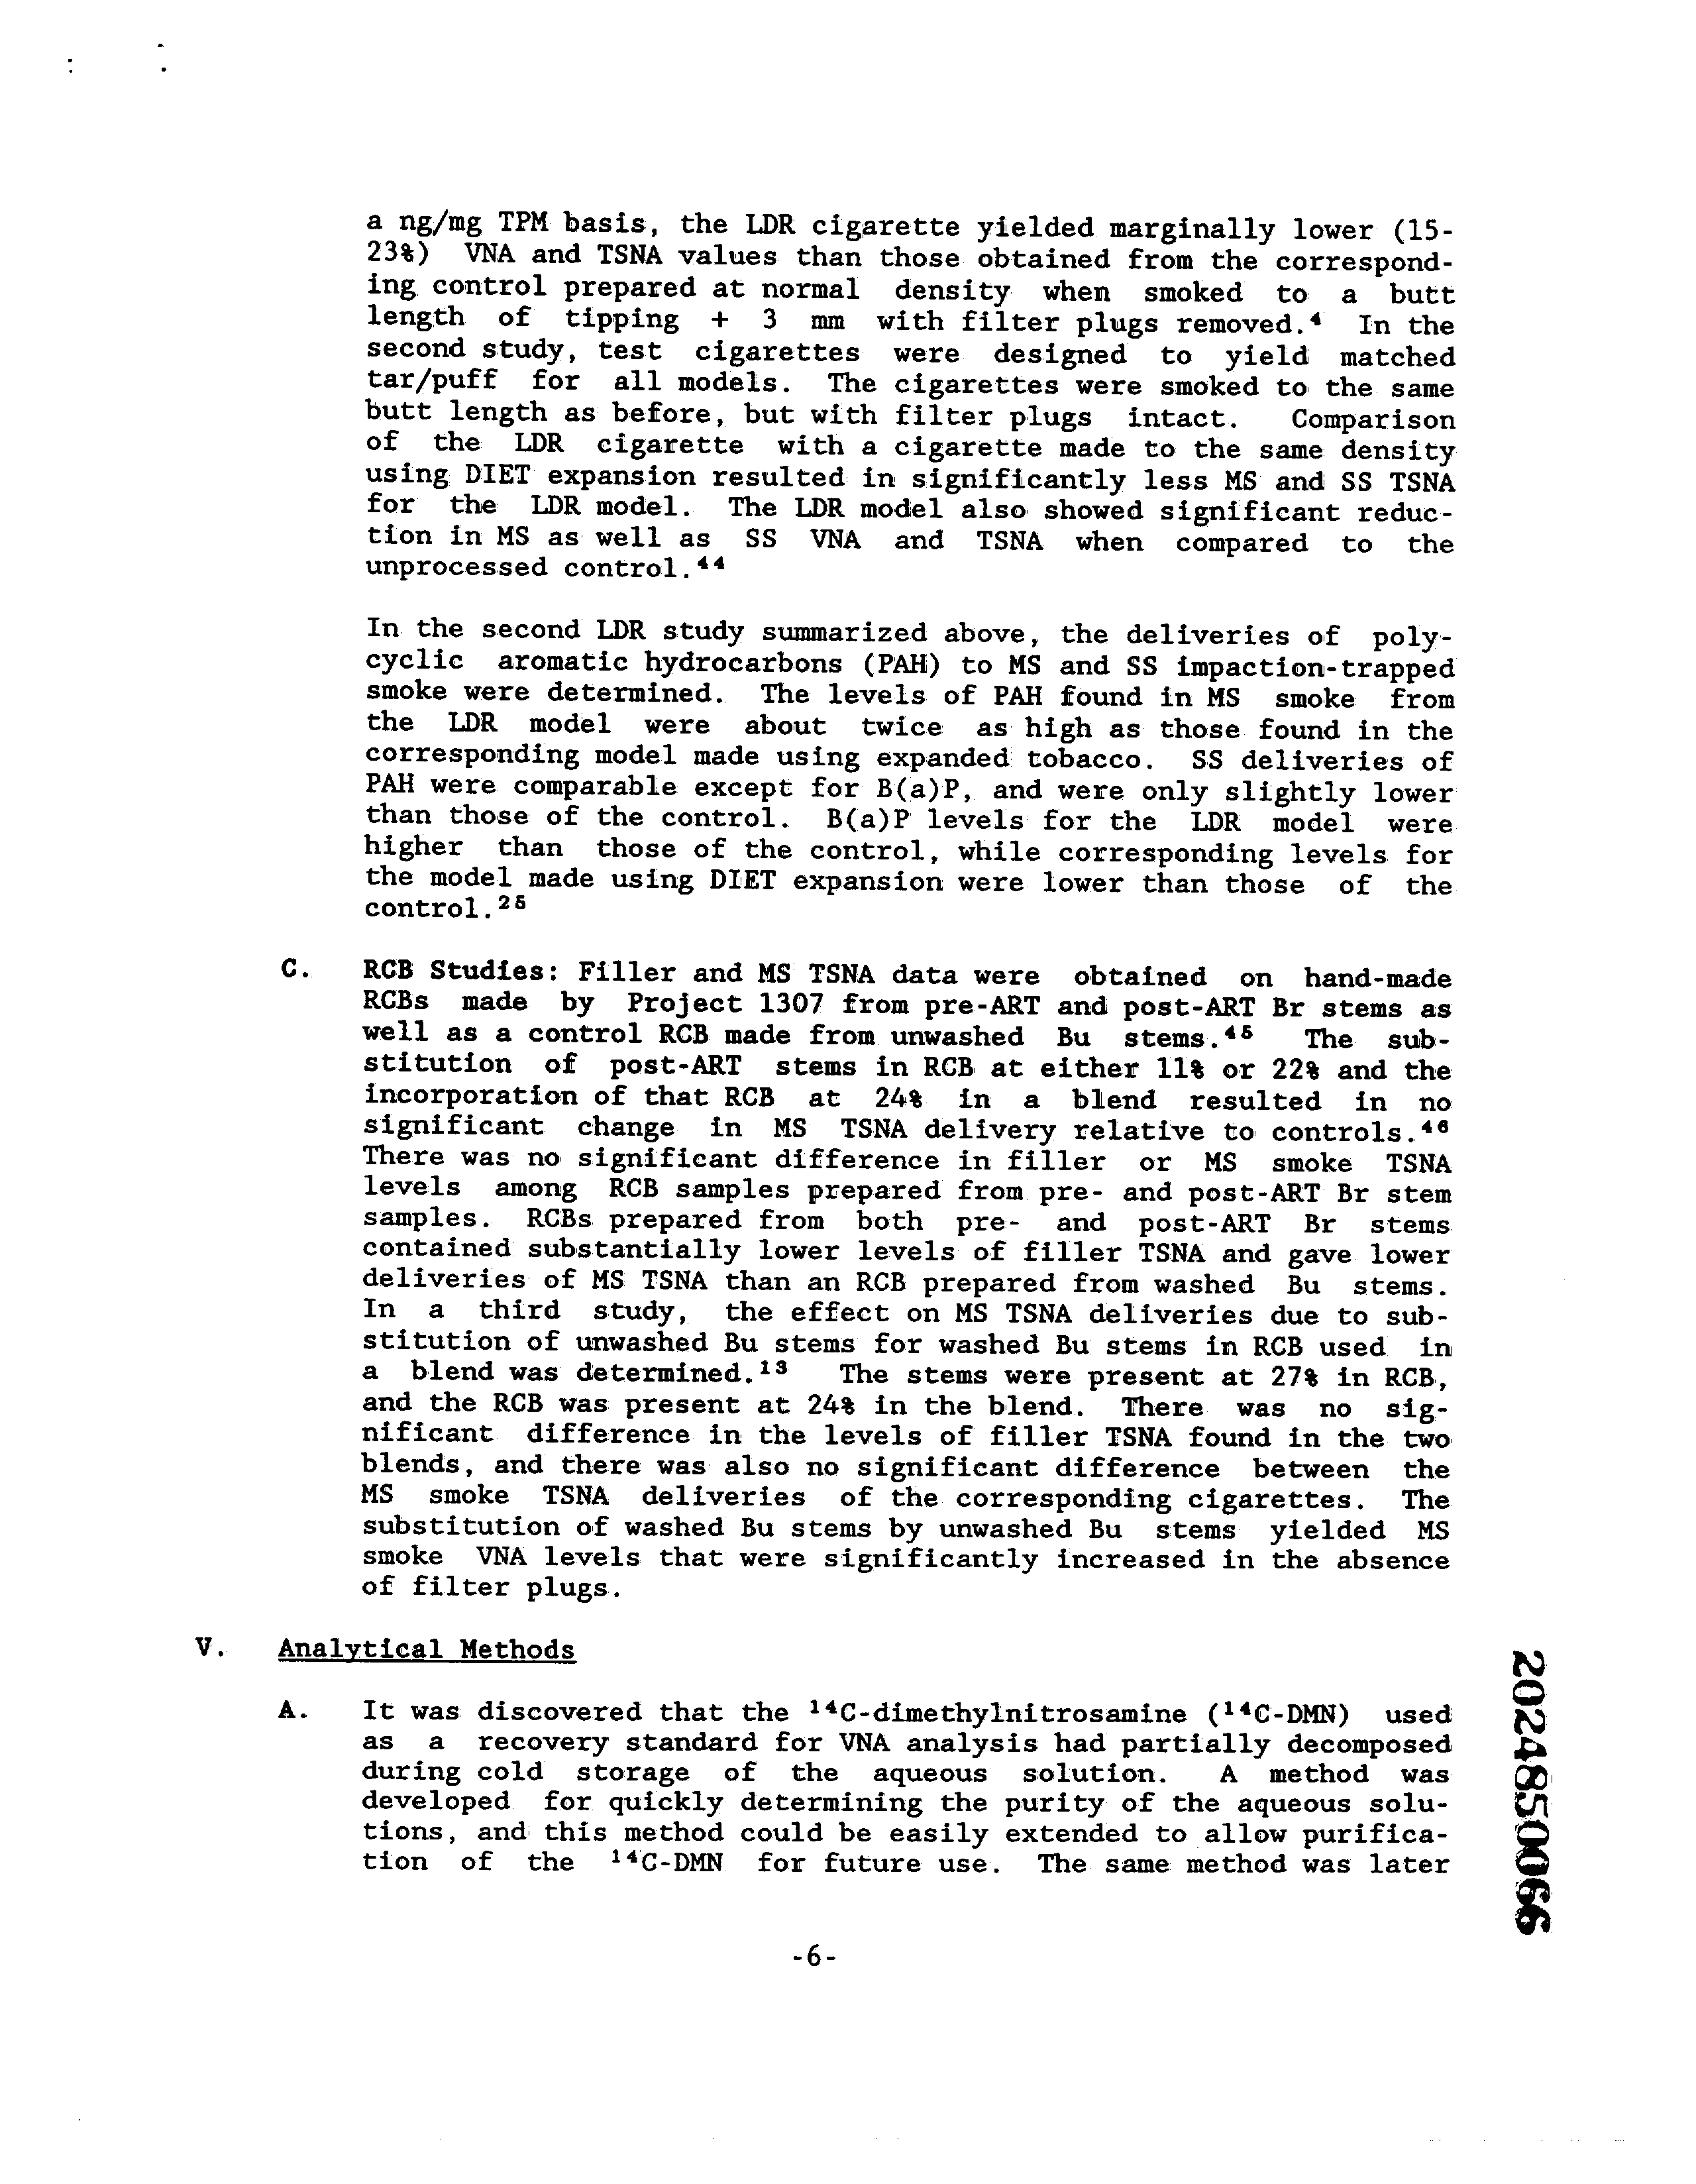 a ng/mg TPM basis, the LDR cigarette yielded marginally lower (15-
23%) VNA and TSNA values than those obtained from the correspond-
ing control prepared at normal density when smoked to a butt
length of tipping + 3 mm with filter plugs removed.⁴ In the
second study, test cigarettes were designed to yield matched
tar/puff for all models. The cigarettes were smoked to the same
butt length as before, but with filter plugs intact. Comparison
of the LDR cigarette with a cigarette made to the same density
using DIET expansion resulted in significantly less MS and SS TSNA
for the LDR model. The LDR model also showed significant reduc-
tion in MS as well as SS VNA and TSNA when compared to the
unprocessed control.⁴⁴
In the second LDR study summarized above, the deliveries of poly-
cyclic aromatic hydrocarbons (PAH) to MS and SS impaction-trapped
smoke were determined. The levels of PAH found in MS smoke from
the LDR model were about twice as high as those found in the
corresponding model made using expanded tobacco. SS deliveries of
PAH were comparable except for B(a)P, and were only slightly lower
than those of the control. B(a)P levels for the LDR model were
higher than those of the control, while corresponding levels for
the model made using DIET expansion were lower than those of the
control.²⁵
C. RCB Studies: Filler and MS TSNA data were obtained on hand-made
RCBs made by Project 1307 from pre-ART and post-ART Br stems as
well as a control RCB made from unwashed Bu stems.⁴⁵ The sub-
stitution of post-ART stems in RCB at either 11% or 22% and the
incorporation of that RCB at 24% in a blend resulted in no
significant change in MS TSNA delivery relative to controls.⁴⁶
There was no significant difference in filler or MS smoke TSNA
levels among RCB samples prepared from pre- and post-ART Br stem
samples. RCBs prepared from both pre- and post-ART Br stems
contained substantially lower levels of filler TSNA and gave lower
deliveries of MS TSNA than an RCB prepared from washed Bu stems.
In a third study, the effect on MS TSNA deliveries due to sub-
stitution of unwashed Bu stems for washed Bu stems in RCB used in
a blend was determined.¹³ The stems were present at 27% in RCB,
and the RCB was present at 24% in the blend. There was no sig-
nificant difference in the levels of filler TSNA found in the two
blends, and there was also no significant difference between the
MS smoke TSNA deliveries of the corresponding cigarettes. The
substitution of washed Bu stems by unwashed Bu stems yielded MS
smoke VNA levels that were significantly increased in the absence
of filter plugs.
V. Analytical Methods
A. It was discovered that the ¹⁴C-dimethylnitrosamine (¹⁴C-DMN) used
as a recovery standard for VNA analysis had partially decomposed
during cold storage of the aqueous solution. A method was
developed for quickly determining the purity of the aqueous solu-
tions, and this method could be easily extended to allow purifica-
tion of the ¹⁴C-DMN for future use. The same method was later
-6-
2024850066